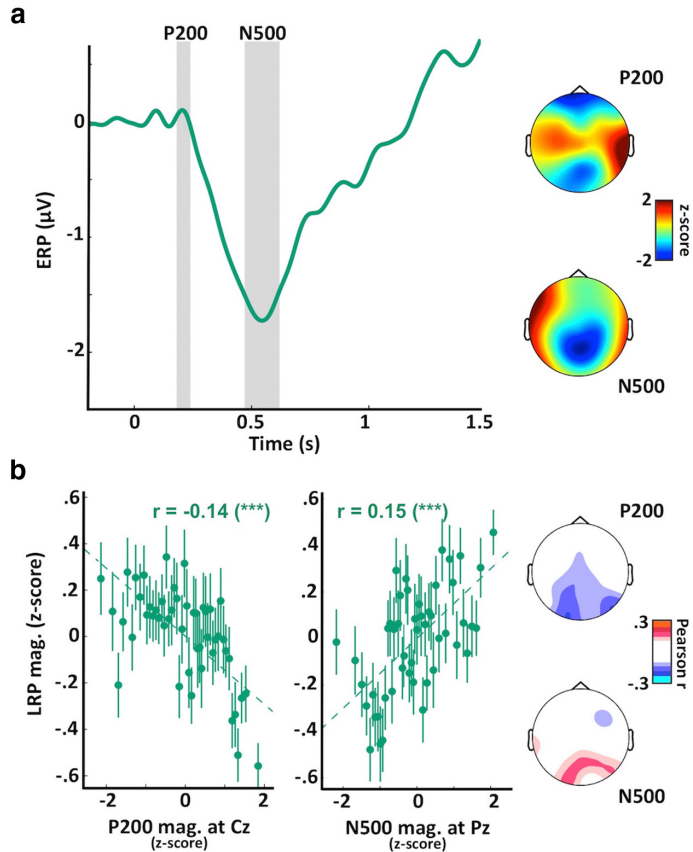 a
P200 N500
0
-1
-2
ERP (µV)
0 0.5 1 1.5
Time (s)
P200
2
-2
z-score
N500
b
r = -0.14 (***)
r = 0.15 (***)
.6
.4
.2
0
-.2
-.4
-.6
LRP mag. (z-score)
-2 0 2
P200 mag. at Cz
(z-score)
.6
.4
.2
0
-.2
-.4
-.6
-2 0 2
N500 mag. at Pz
(z-score)
P200
.3
-.3
Pearson r
N500